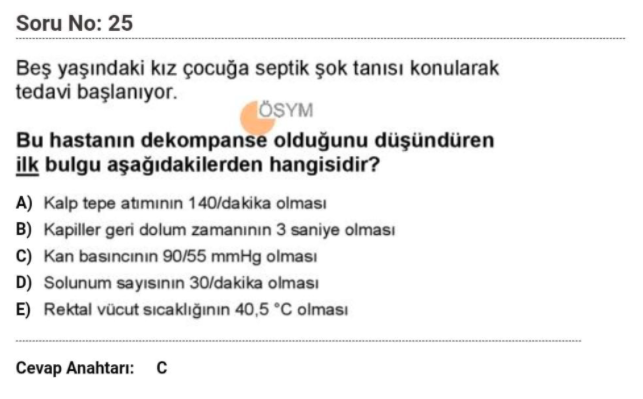 Soru No: 25
Beş yaşındaki kız çocuğa septik şok tanısı konularak
tedavi başlanıyor.
ÖSYM
Bu hastanın dekompanse olduğunu düşündüren
ilk bulgu aşağıdakilerden hangisidir?
A) Kalp tepe atımının 140/dakika olması
B) Kapiller geri dolum zamanının 3 saniye olması
C) Kan basıncının 90/55 mmHg olması
D) Solunum sayısının 30/dakika olması
E) Rektal vücut sıcaklığının 40,5 °C olması
Cevap Anahtarı: C